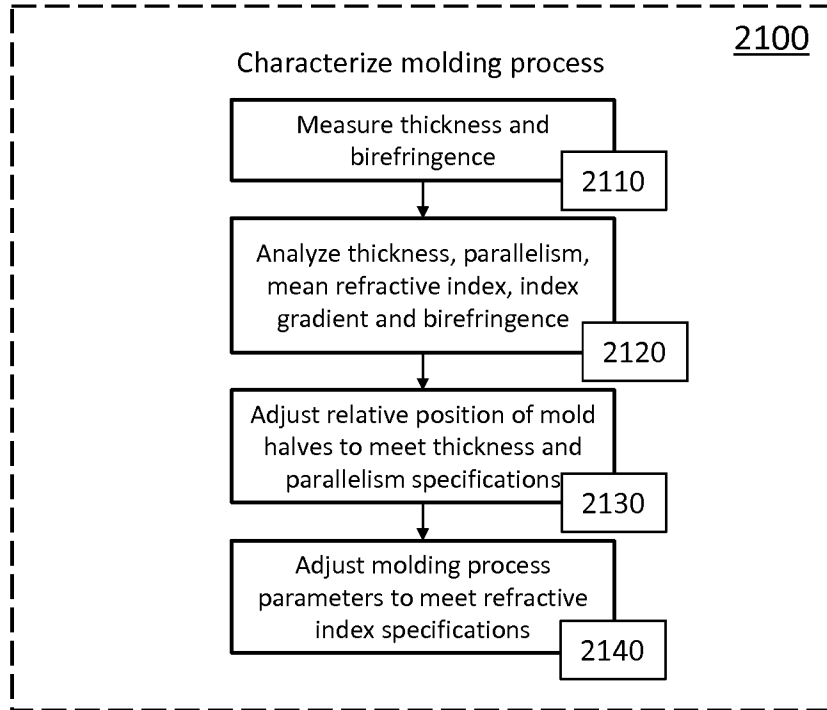 2100
Characterize molding process
Measure thickness and
birefringence
2110
Analyze thickness, parallelism,
mean refractive index, index
gradient and birefringence
2120
Adjust relative position of mold
halves to meet thickness and
parallelism specifications
2130
Adjust molding process
parameters to meet refractive
index specifications
2140